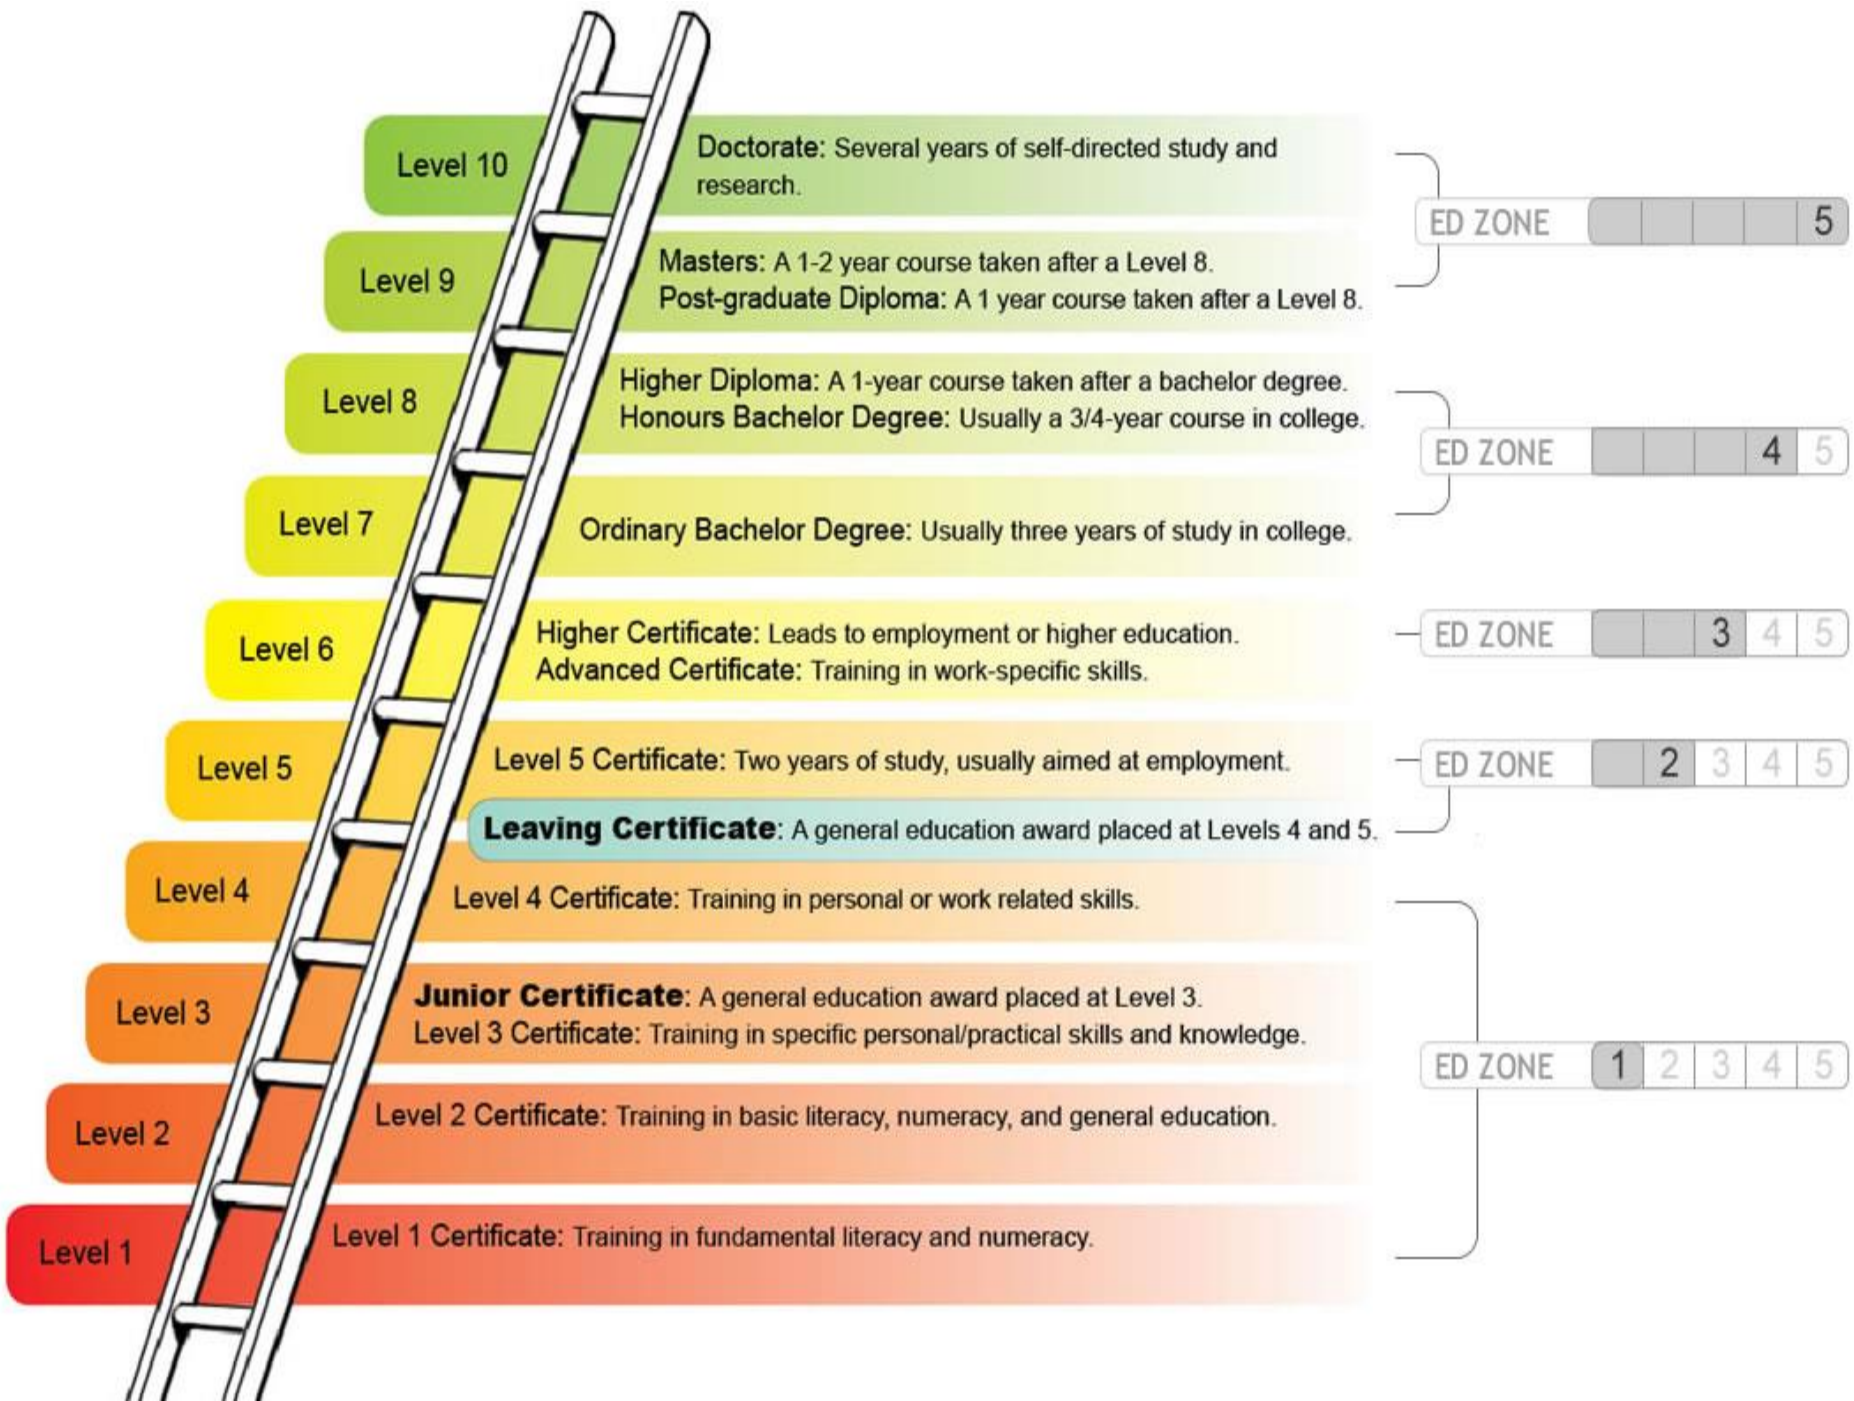 Level 10
Doctorate: Several years of self-directed study and
research.
ED ZONE 5
Level 9
Masters: A 1-2 year course taken after a Level 8.
Post-graduate Diploma: A 1 year course taken after a Level 8.
Level 8
Higher Diploma: A 1-year course taken after a bachelor degree.
Honours Bachelor Degree: Usually a 3/4-year course in college.
ED ZONE 4 5
Level 7
Ordinary Bachelor Degree: Usually three years of study in college.
Level 6
Higher Certificate: Leads to employment or higher education.
Advanced Certificate: Training in work-specific skills.
ED ZONE 3 4 5
Level 5
Level 5 Certificate: Two years of study, usually aimed at employment.
ED ZONE 2 3 4 5
Leaving Certificate: A general education award placed at Levels 4 and 5.
Level 4
Level 4 Certificate: Training in personal or work related skills.
Level 3
Junior Certificate: A general education award placed at Level 3.
Level 3 Certificate: Training in specific personal/practical skills and knowledge.
ED ZONE 1 2 3 4 5
Level 2
Level 2 Certificate: Training in basic literacy, numeracy, and general education.
Level 1
Level 1 Certificate: Training in fundamental literacy and numeracy.